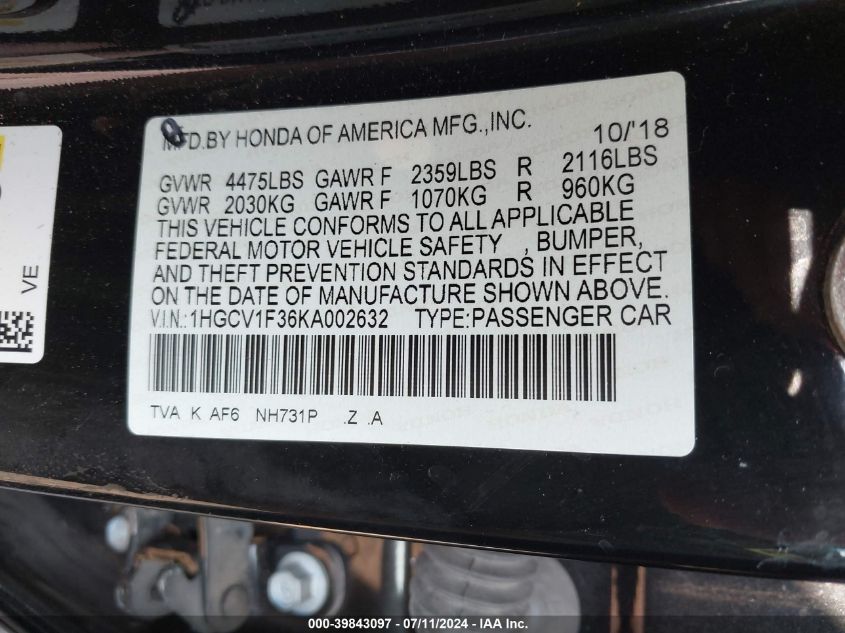 MFD.BY HONDA OF AMERICA MFG.,INC. 10/'18
GVWR 4475LBS GAWR F 2359LBS R 2116LBS
GVWR 2030KG GAWR F 1070KG R 960KG
THIS VEHICLE CONFORMS TO ALL APPLICABLE
FEDERAL MOTOR VEHICLE SAFETY , BUMPER,
AND THEFT PREVENTION STANDARDS IN EFFECT
ON THE DATE OF MANUFACTURE SHOWN ABOVE.
V.I.N.:1HGCV1F36KA002632 TYPE:PASSENGER CAR
TVA K AF6 NH731P .Z .A
VE
000-39843097 - 07/11/2024 - IAA Inc.